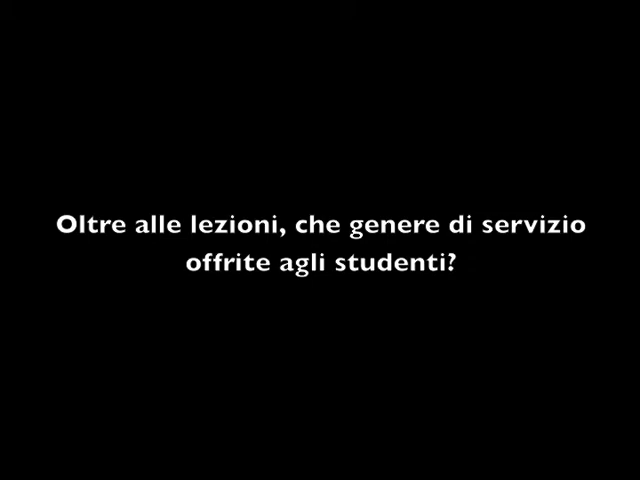 Oltre alle lezioni, che genere di servizio
offrite agli studenti?